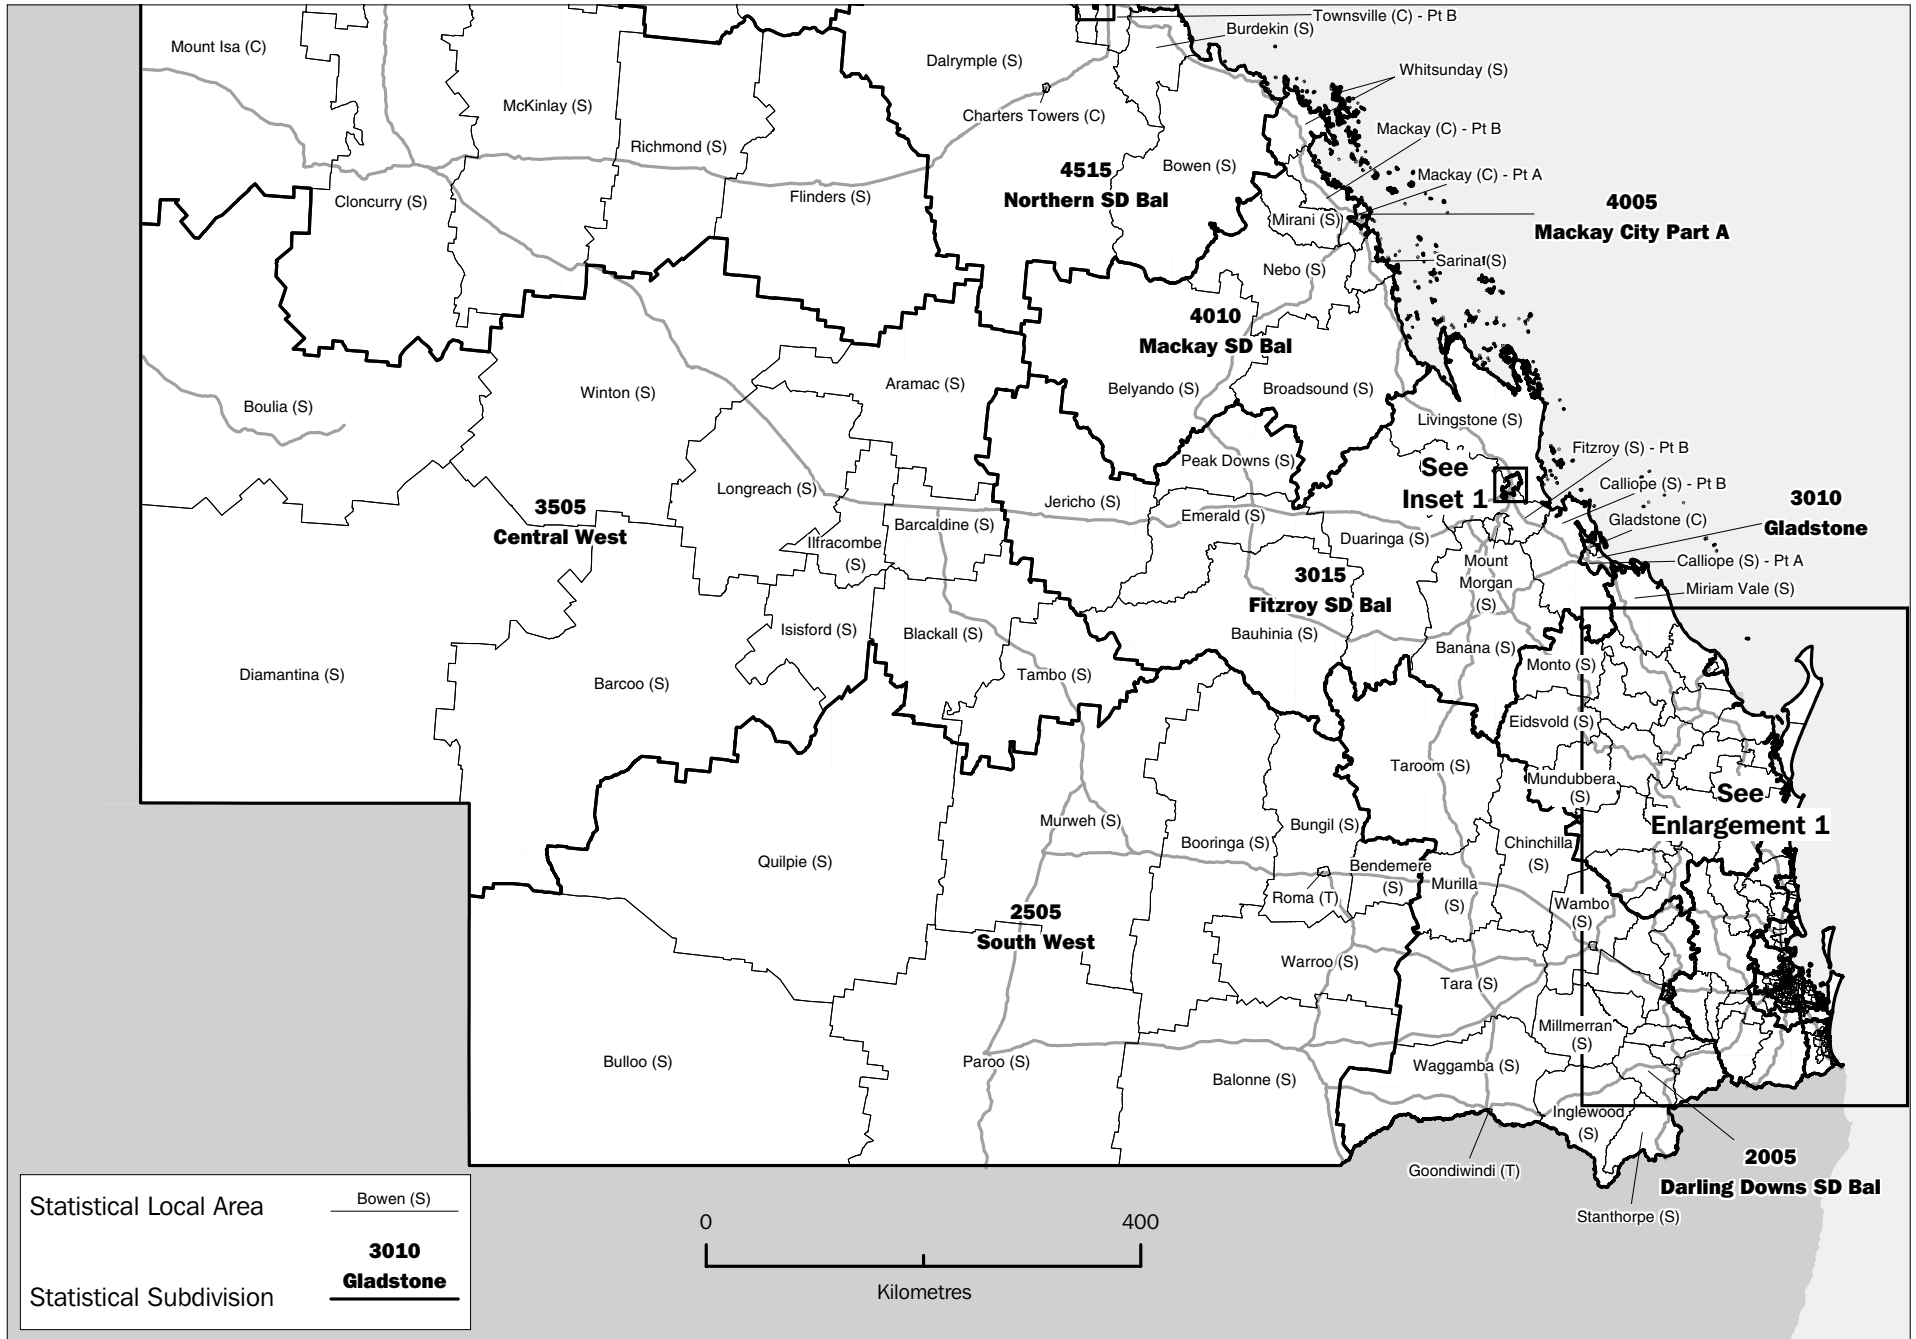 Townsville (C) - Pt B
Burdekin (S)
Mount Isa (C)
Dalrymple (S)
Whitsunday (S)
McKinlay (S)
Charters Towers (C)
Mackay (C) - Pt B
Richmond (S)
4515
Northern SD Bal
Bowen (S)
Mackay (C) - Pt A
Cloncurry (S)
Flinders (S)
4005
Mackay City Part A
Mirani (S)
Nebo (S)
Sarina (S)
4010
Mackay SD Bal
Boulia (S)
Winton (S)
Aramac (S)
Belyando (S)
Broadsound (S)
Livingstone (S)
Fitzroy (S) - Pt B
Peak Downs (S)
See
Inset 1
Calliope (S) - Pt B
Longreach (S)
3505
Central West
Jericho (S)
Emerald (S)
3010
Gladstone
Gladstone (C)
Barcaldine (S)
Ilfracombe
(S)
Duaringa (S)
Mount
Morgan
(S)
Calliope (S) - Pt A
3015
Fitzroy SD Bal
Miriam Vale (S)
Isisford (S)
Blackall (S)
Bauhinia (S)
Banana (S)
Diamantina (S)
Barcoo (S)
Tambo (S)
Monto (S)
Eidsvold (S)
Taroom (S)
Mundubbera
(S)
See
Enlargement 1
Quilpie (S)
Murweh (S)
Booringa (S)
Bungil (S)
Bendemere
(S)
Chinchilla
(S)
Roma (T)
Murilla
(S)
Wambo
(S)
2505
South West
Warroo (S)
Tara (S)
Bulloo (S)
Paroo (S)
Balonne (S)
Waggamba (S)
Millmerran
(S)
Inglewood
(S)
Goondiwindi (T)
2005
Darling Downs SD Bal
Stanthorpe (S)
Statistical Local Area
Bowen (S)
3010
Gladstone
Statistical Subdivision
0
400
Kilometres